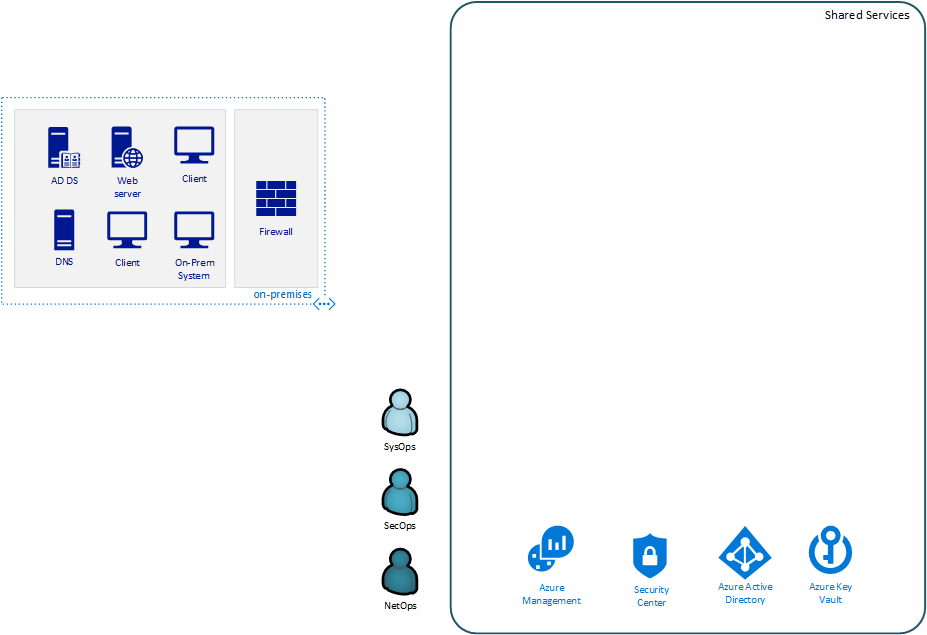 Shared Services
AD DS
Web
server
Client
Firewall
DNS
Client
On-Prem
System
on-premises
SysOps
SecOps
NetOps
Azure
Management
Security
Center
Azure Active
Directory
Azure Key
Vault